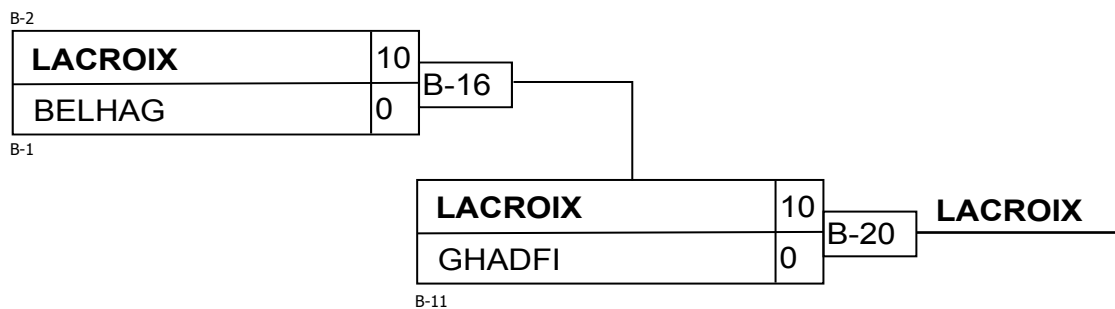 B-2
LACROIX 10
B-16
BELHAG 0
B-1
LACROIX 10
LACROIX
B-20
GHADFI 0
B-11